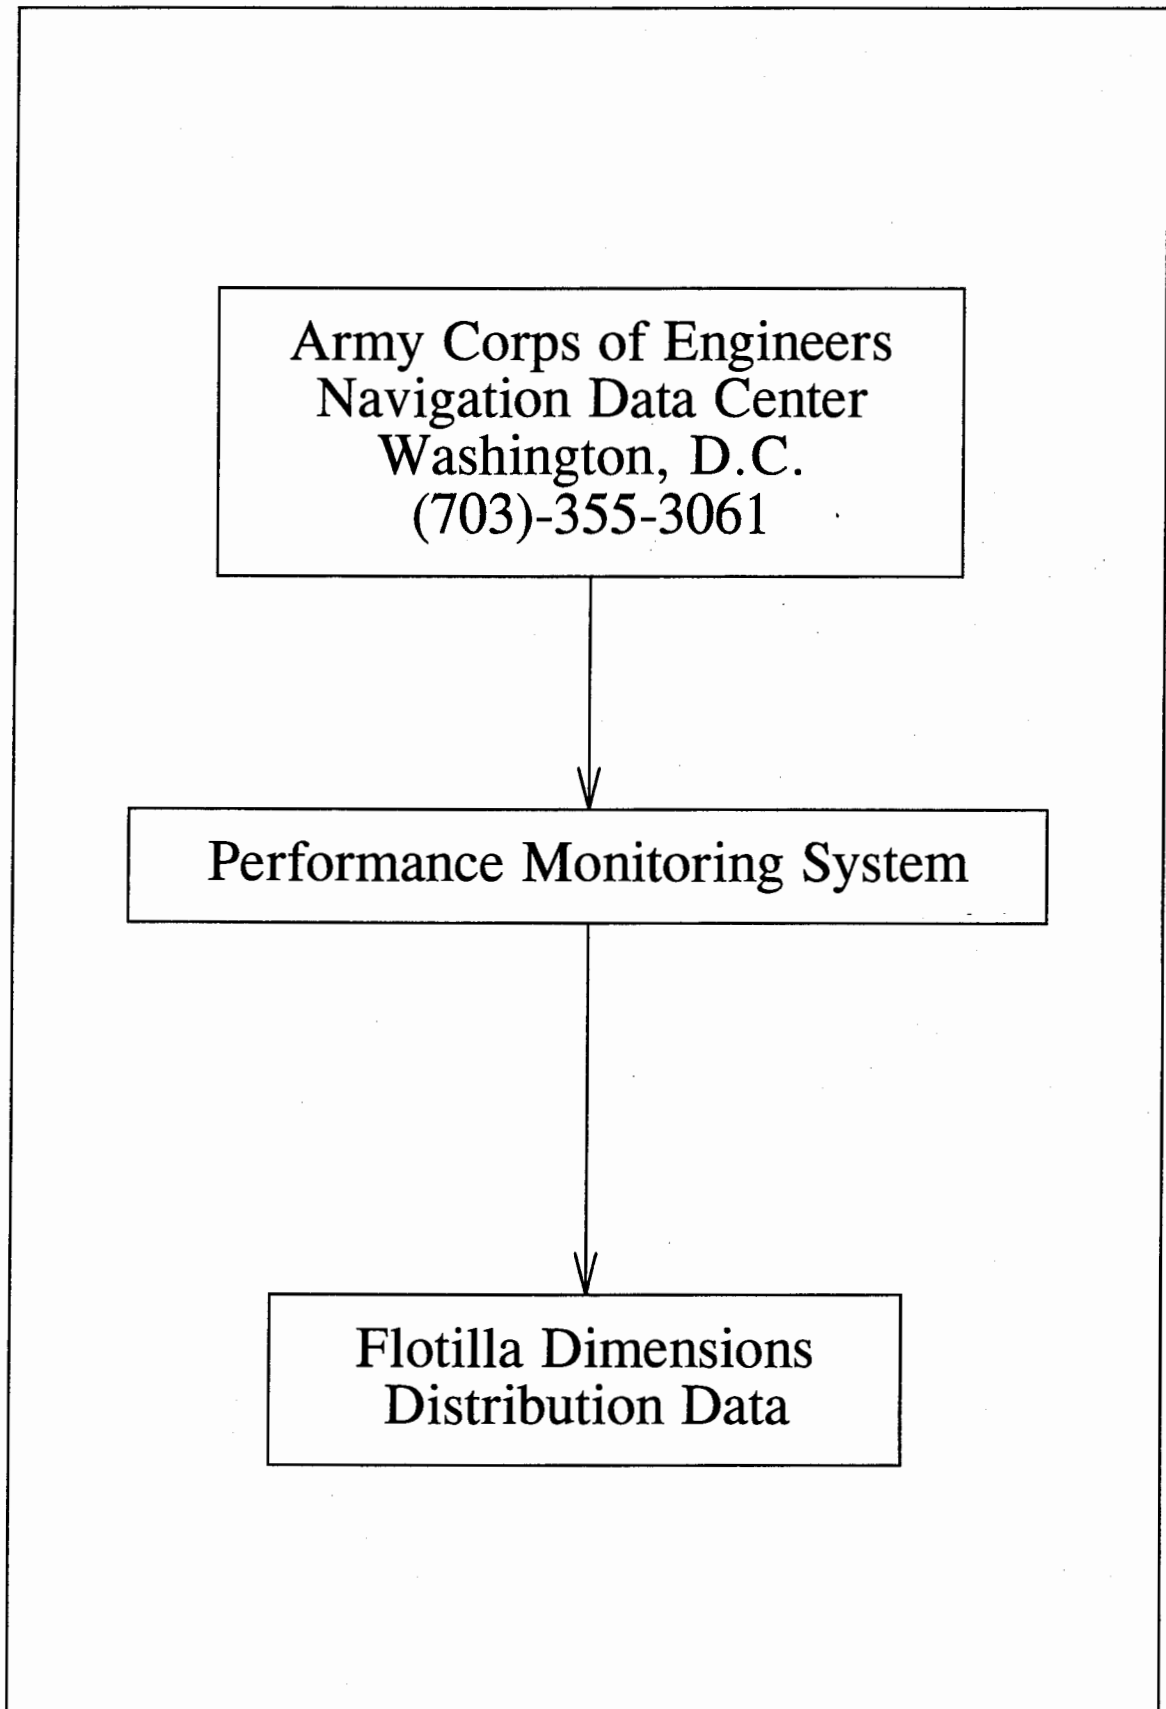 Army Corps of Engineers
Navigation Data Center
Washington, D.C.
(703)-355-3061
Performance Monitoring System
Flotilla Dimensions
Distribution Data